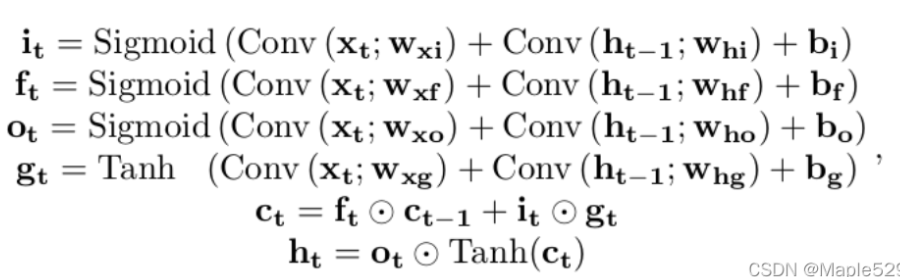 i_t = Sigmoid (Conv (x_t; w_xi) + Conv (h_t−1; w_hi) + b_i)
f_t = Sigmoid (Conv (x_t; w_xf) + Conv (h_t−1; w_hf) + b_f)
o_t = Sigmoid (Conv (x_t; w_xo) + Conv (h_t−1; w_ho) + b_o)
g_t = Tanh (Conv (x_t; w_xg) + Conv (h_t−1; w_hg) + b_g) ,
c_t = f_t ⊙ c_t−1 + i_t ⊙ g_t
h_t = o_t ⊙ Tanh(c_t)
CSDN @Maple529